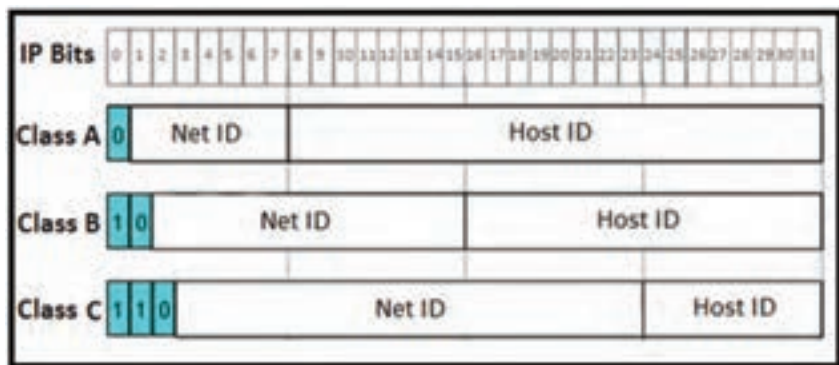 IP Bits 0 1 2 3 4 5 6 7 8 9 10 11 12 13 14 15 16 17 18 19 20 21 22 23 24 25 26 27 28 29 30 31
Class A 0 Net ID Host ID
Class B 1 0 Net ID Host ID
Class C 1 1 0 Net ID Host ID